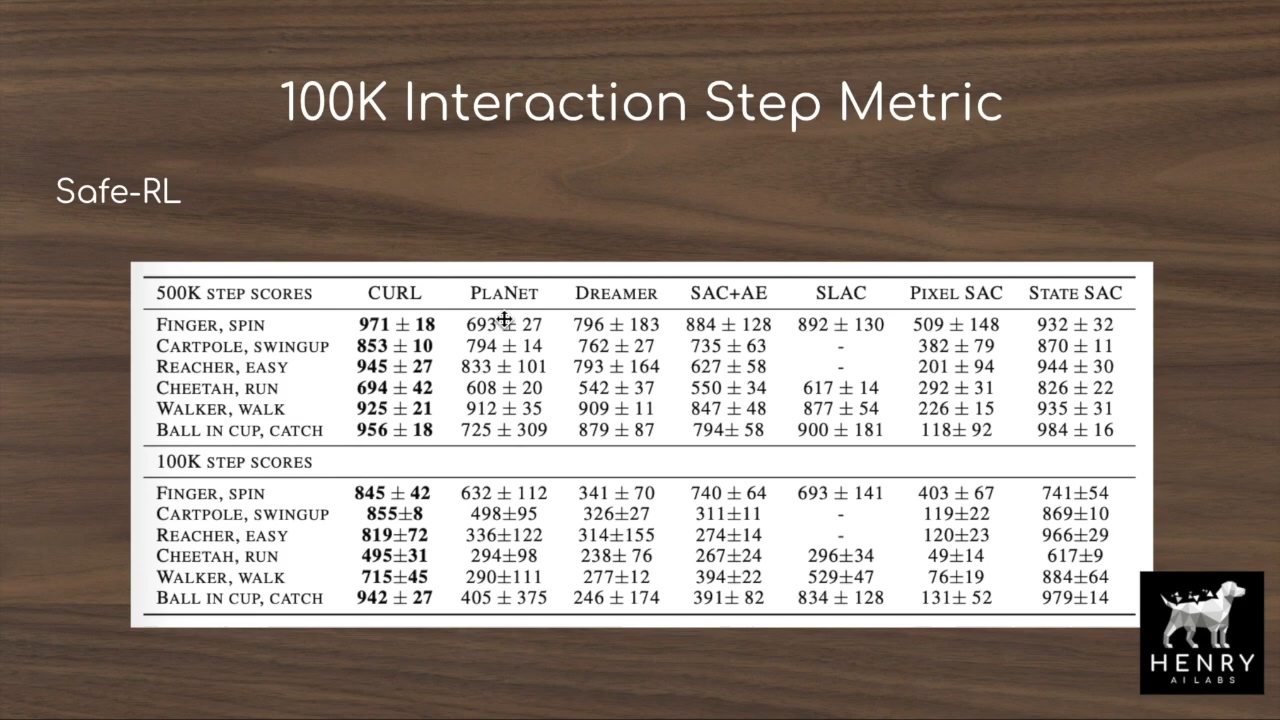 100K Interaction Step Metric
Safe-RL
500K STEP SCORES CURL PLANET DREAMER SAC+AE SLAC PIXEL SAC STATE SAC
FINGER, SPIN 971 ± 18 693 ± 27 796 ± 183 884 ± 128 892 ± 130 509 ± 148 932 ± 32
CARTPOLE, SWINGUP 853 ± 10 794 ± 14 762 ± 27 735 ± 63 - 382 ± 79 870 ± 11
REACHER, EASY 945 ± 27 833 ± 101 793 ± 164 627 ± 58 - 201 ± 94 944 ± 30
CHEETAH, RUN 694 ± 42 608 ± 20 542 ± 37 550 ± 34 617 ± 14 292 ± 31 826 ± 22
WALKER, WALK 925 ± 21 912 ± 35 909 ± 11 847 ± 48 877 ± 54 226 ± 15 935 ± 31
BALL IN CUP, CATCH 956 ± 18 725 ± 309 879 ± 87 794± 58 900 ± 181 118± 92 984 ± 16
100K STEP SCORES
FINGER, SPIN 845 ± 42 632 ± 112 341 ± 70 740 ± 64 693 ± 141 403 ± 67 741±54
CARTPOLE, SWINGUP 855±8 498±95 326±27 311±11 - 119±22 869±10
REACHER, EASY 819±72 336±122 314±155 274±14 - 120±23 966±29
CHEETAH, RUN 495±31 294±98 238± 76 267±24 296±34 49±14 617±9
WALKER, WALK 715±45 290±111 277±12 394±22 529±47 76±19 884±64
BALL IN CUP, CATCH 942 ± 27 405 ± 375 246 ± 174 391± 82 834 ± 128 131± 52 979±14
HENRY
AI LABS